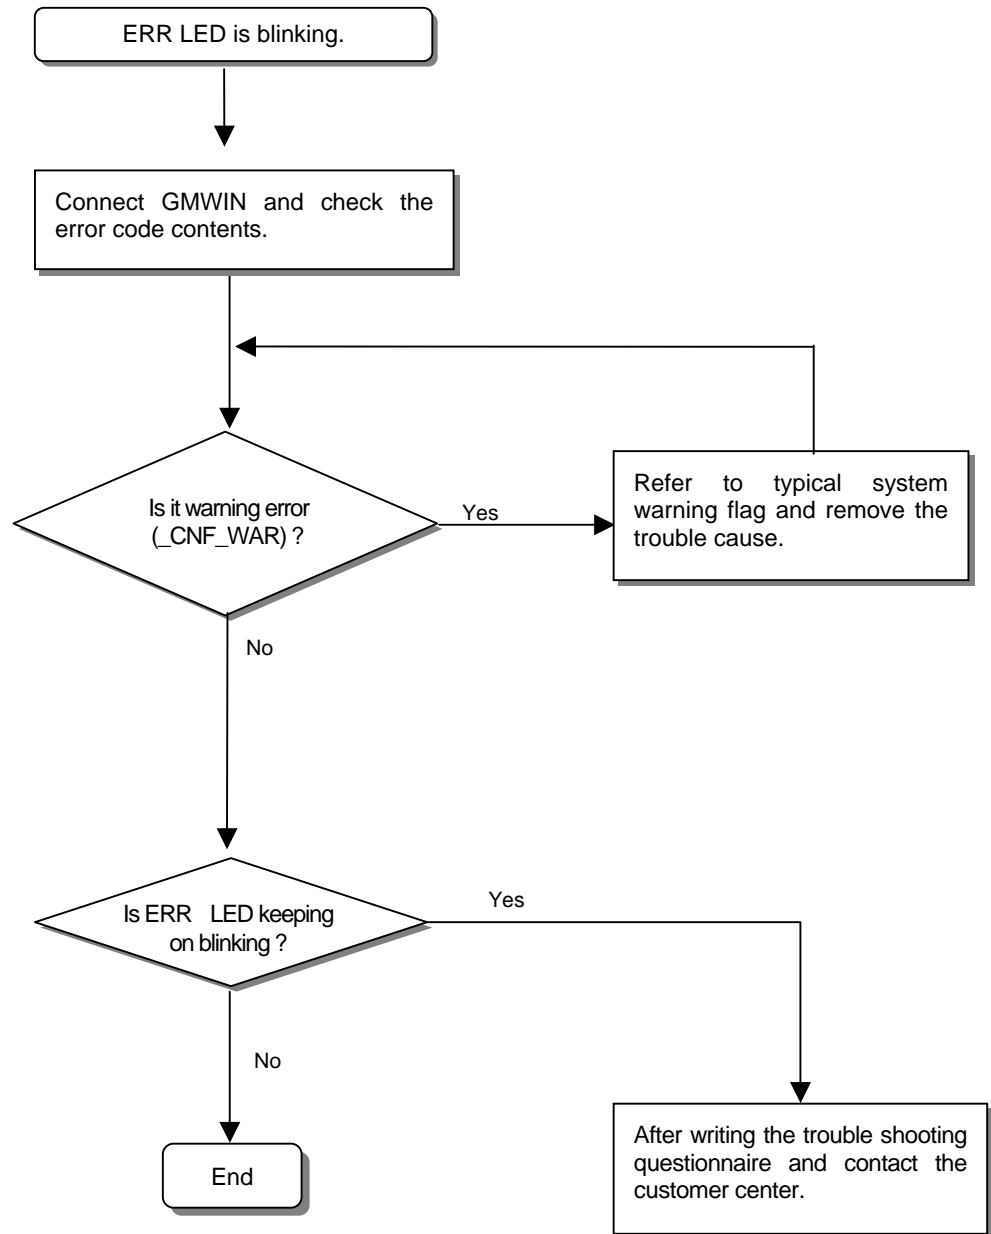 ERR LED is blinking.
Connect GMWIN and check the
error code contents.
Is it warning error
(_CNF_WAR) ?
Yes
Refer to typical system
warning flag and remove the
trouble cause.
No
Is ERR LED keeping
on blinking ?
Yes
No
End
After writing the trouble shooting
questionnaire and contact the
customer center.